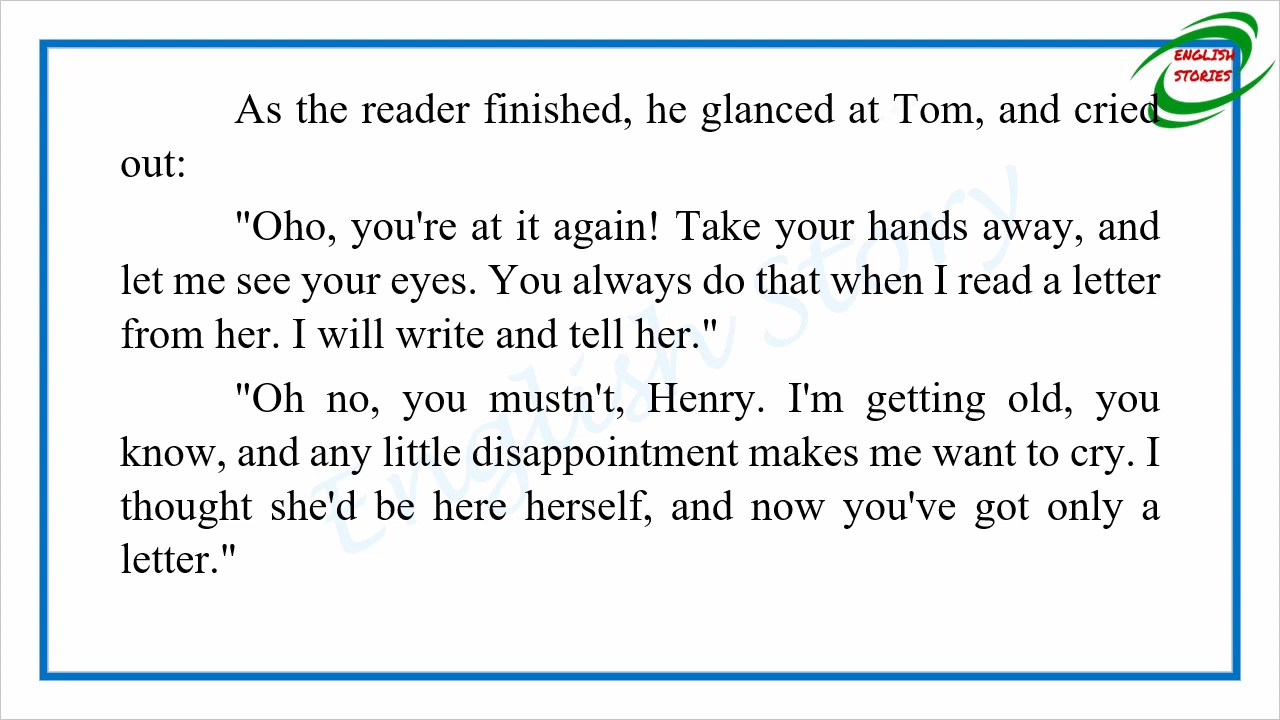 ENGLISH
STORIES
As the reader finished, he glanced at Tom, and cried
out:
"Oho, you're at it again! Take your hands away, and
let me see your eyes. You always do that when I read a letter
from her. I will write and tell her."
"Oh no, you mustn't, Henry. I'm getting old, you
know, and any little disappointment makes me want to cry. I
thought she'd be here herself, and now you've got only a
letter."
English Story